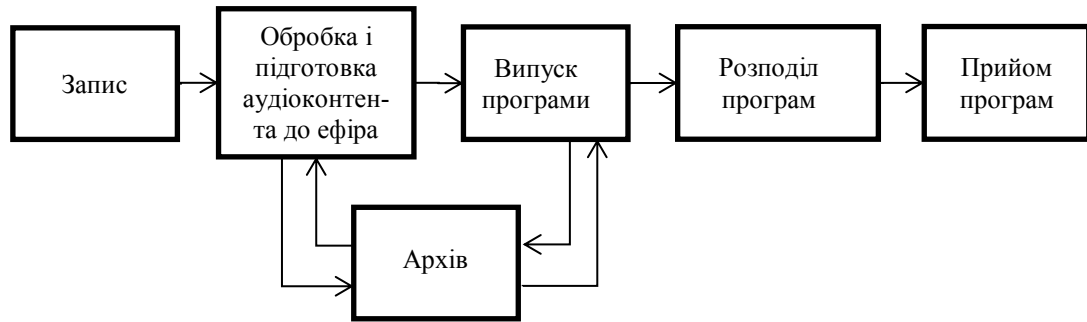 Запис
Обробка і
підготовка
аудіоконтен-
та до ефіра
Випуск
програми
Розподіл
програм
Прийом
програм
Архів